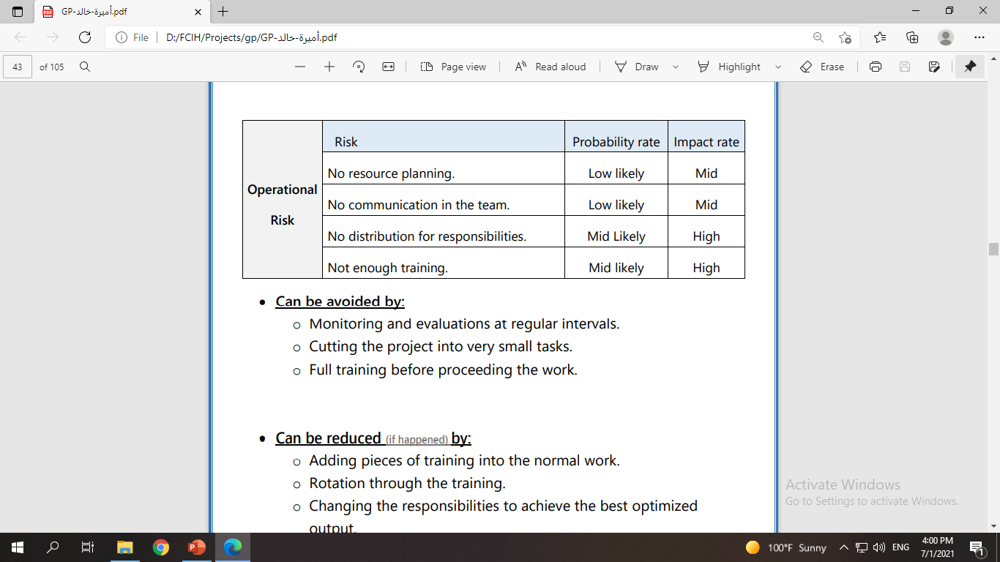 GP-أميرة-خالد.pdf
File D:/FCIH/Projects/gp/GP-أميرة-خالد.pdf
43 of 105 Page view Read aloud Draw Highlight Erase
Risk Probability rate Impact rate
No resource planning. Low likely Mid
Operational
No communication in the team. Low likely Mid
Risk
No distribution for responsibilities. Mid Likely High
Not enough training. Mid likely High
• Can be avoided by:
o Monitoring and evaluations at regular intervals.
o Cutting the project into very small tasks.
o Full training before proceeding the work.
• Can be reduced (if happened) by:
o Adding pieces of training into the normal work.
o Rotation through the training.
o Changing the responsibilities to achieve the best optimized
output.
Activate Windows
Go to Settings to activate Windows.
100°F Sunny ENG 4:00 PM
7/1/2021 1